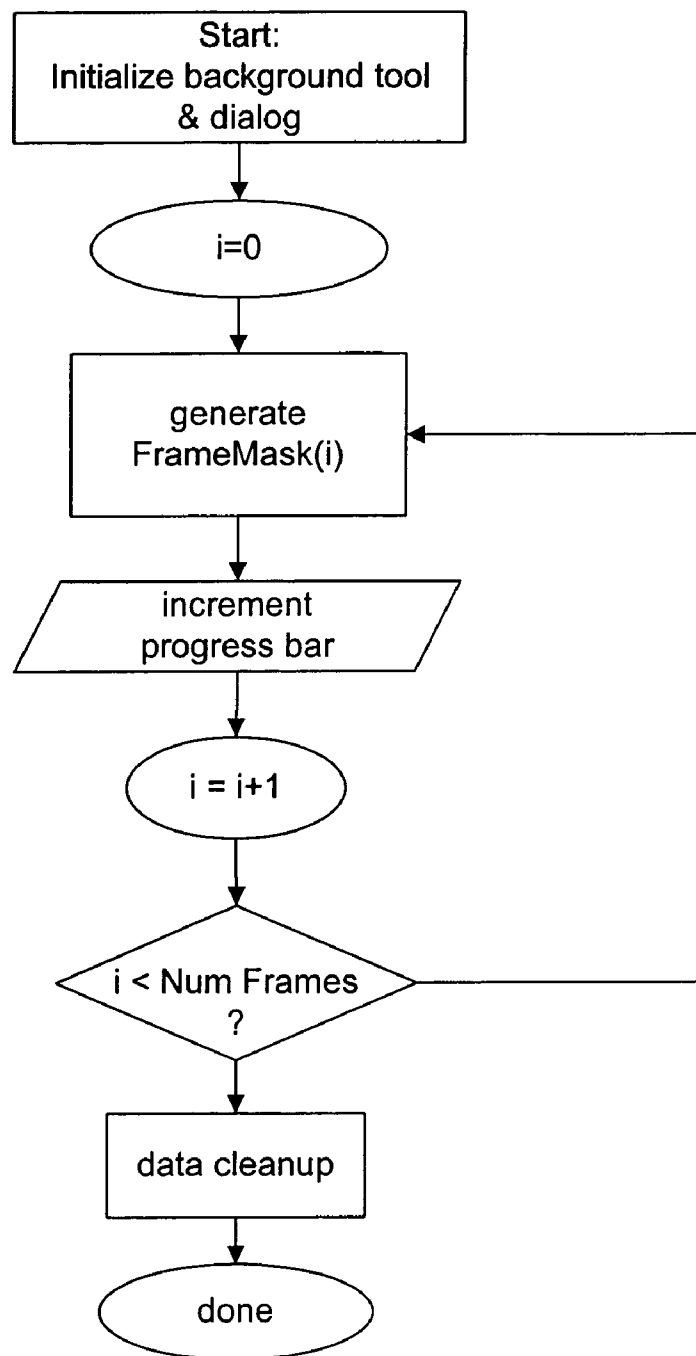 Start:
Initialize background tool
& dialog
i=0
generate
FrameMask(i)
increment
progress bar
i = i+1
i < Num Frames
?
data cleanup
done